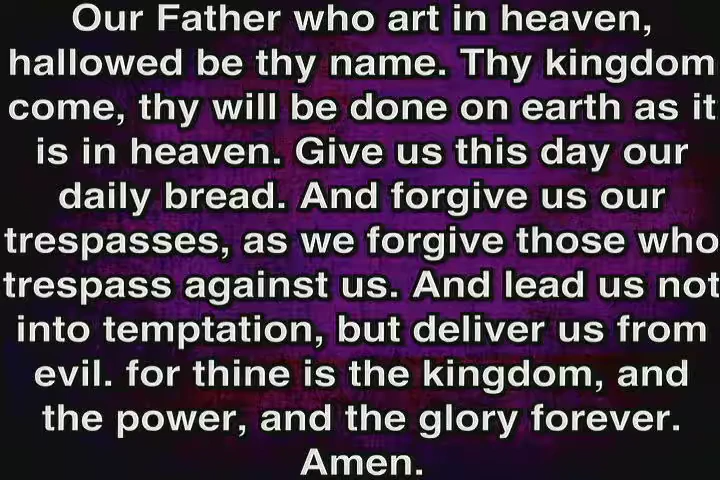 Our Father who art in heaven,
hallowed be thy name. Thy kingdom
come, thy will be done on earth as it
is in heaven. Give us this day our
daily bread. And forgive us our
trespasses, as we forgive those who
trespass against us. And lead us not
into temptation, but deliver us from
evil. for thine is the kingdom, and
the power, and the glory forever.
Amen.